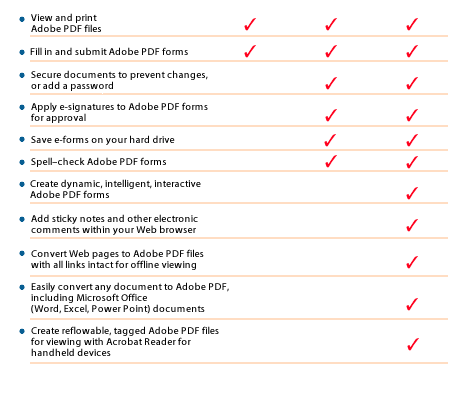 View and print
Adobe PDF files
Fill in and submit Adobe PDF forms
Secure documents to prevent changes,
or add a password
Apply e-signatures to Adobe PDF forms
for approval
Save e-forms on your hard drive
Spell–check Adobe PDF forms
Create dynamic, intelligent, interactive
Adobe PDF forms
Add sticky notes and other electronic
comments within your Web browser
Convert Web pages to Adobe PDF files
with all links intact for offline viewing
Easily convert any document to Adobe PDF,
including Microsoft Office
(Word, Excel, Power Point) documents
Create reflowable, tagged Adobe PDF files
for viewing with Acrobat Reader for
handheld devices